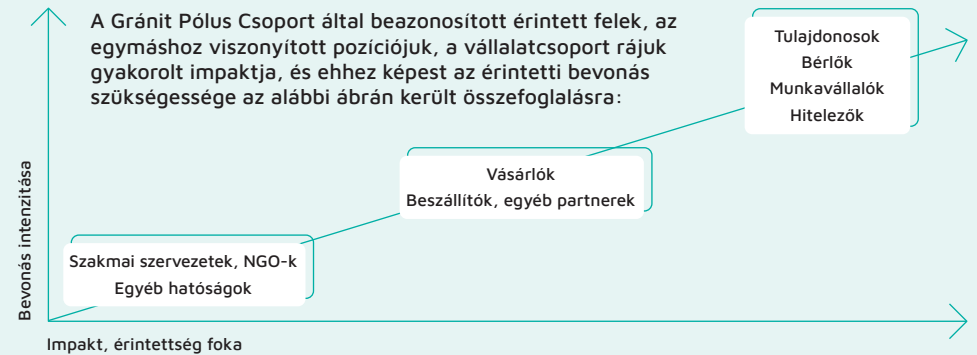 A Gránit Pólus Csoport által beazonosított érintett felek, az
egymáshoz viszonyított pozíciójuk, a vállalatcsoport rájuk
gyakorolt impaktja, és ehhez képest az érintetti bevonás
szükségessége az alábbi ábrán került összefoglalásra:
Tulajdonosok
Bérlők
Munkavállalók
Hitelezők
Vásárlók
Beszállítók, egyéb partnerek
Szakmai szervezetek, NGO-k
Egyéb hatóságok
Bevonás intenzitása
Impakt, érintettség foka